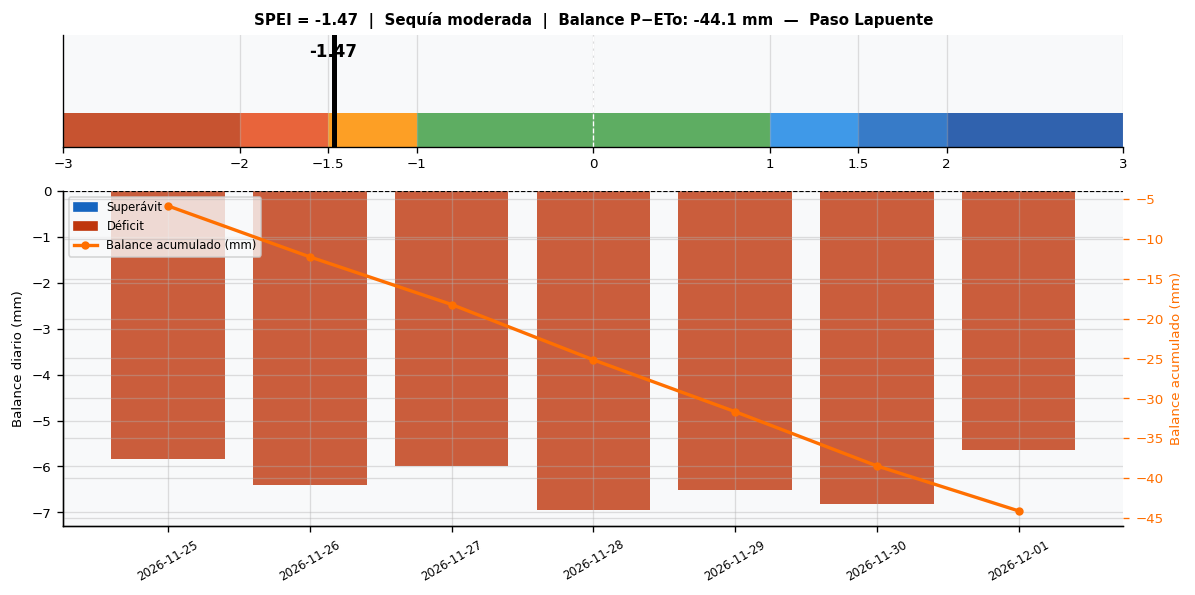 SPEI = -1.47 | Sequía moderada | Balance P−ETo: -44.1 mm — Paso Lapuente
-1.47
−3 −2 −1.5 −1 0 1 1.5 2 3
Superávit
Déficit
Balance acumulado (mm)
Balance diario (mm)
0
−1
−2
−3
−4
−5
−6
−7
−5
−10
−15
−20
−25
−30
−35
−40
−45
Balance acumulado (mm)
2026-11-25 2026-11-26 2026-11-27 2026-11-28 2026-11-29 2026-11-30 2026-12-01